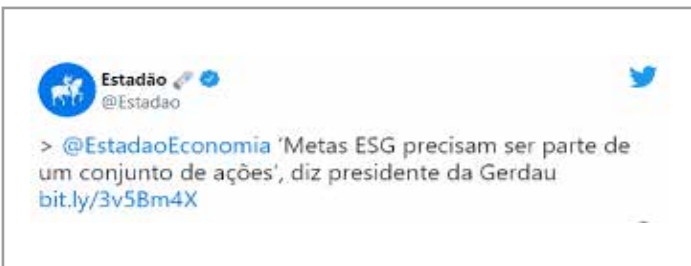 Estadão 🗞️
@Estadao
> @EstadaoEconomia ‘Metas ESG precisam ser parte de
um conjunto de ações’, diz presidente da Gerdau
bit.ly/3v5Bm4X